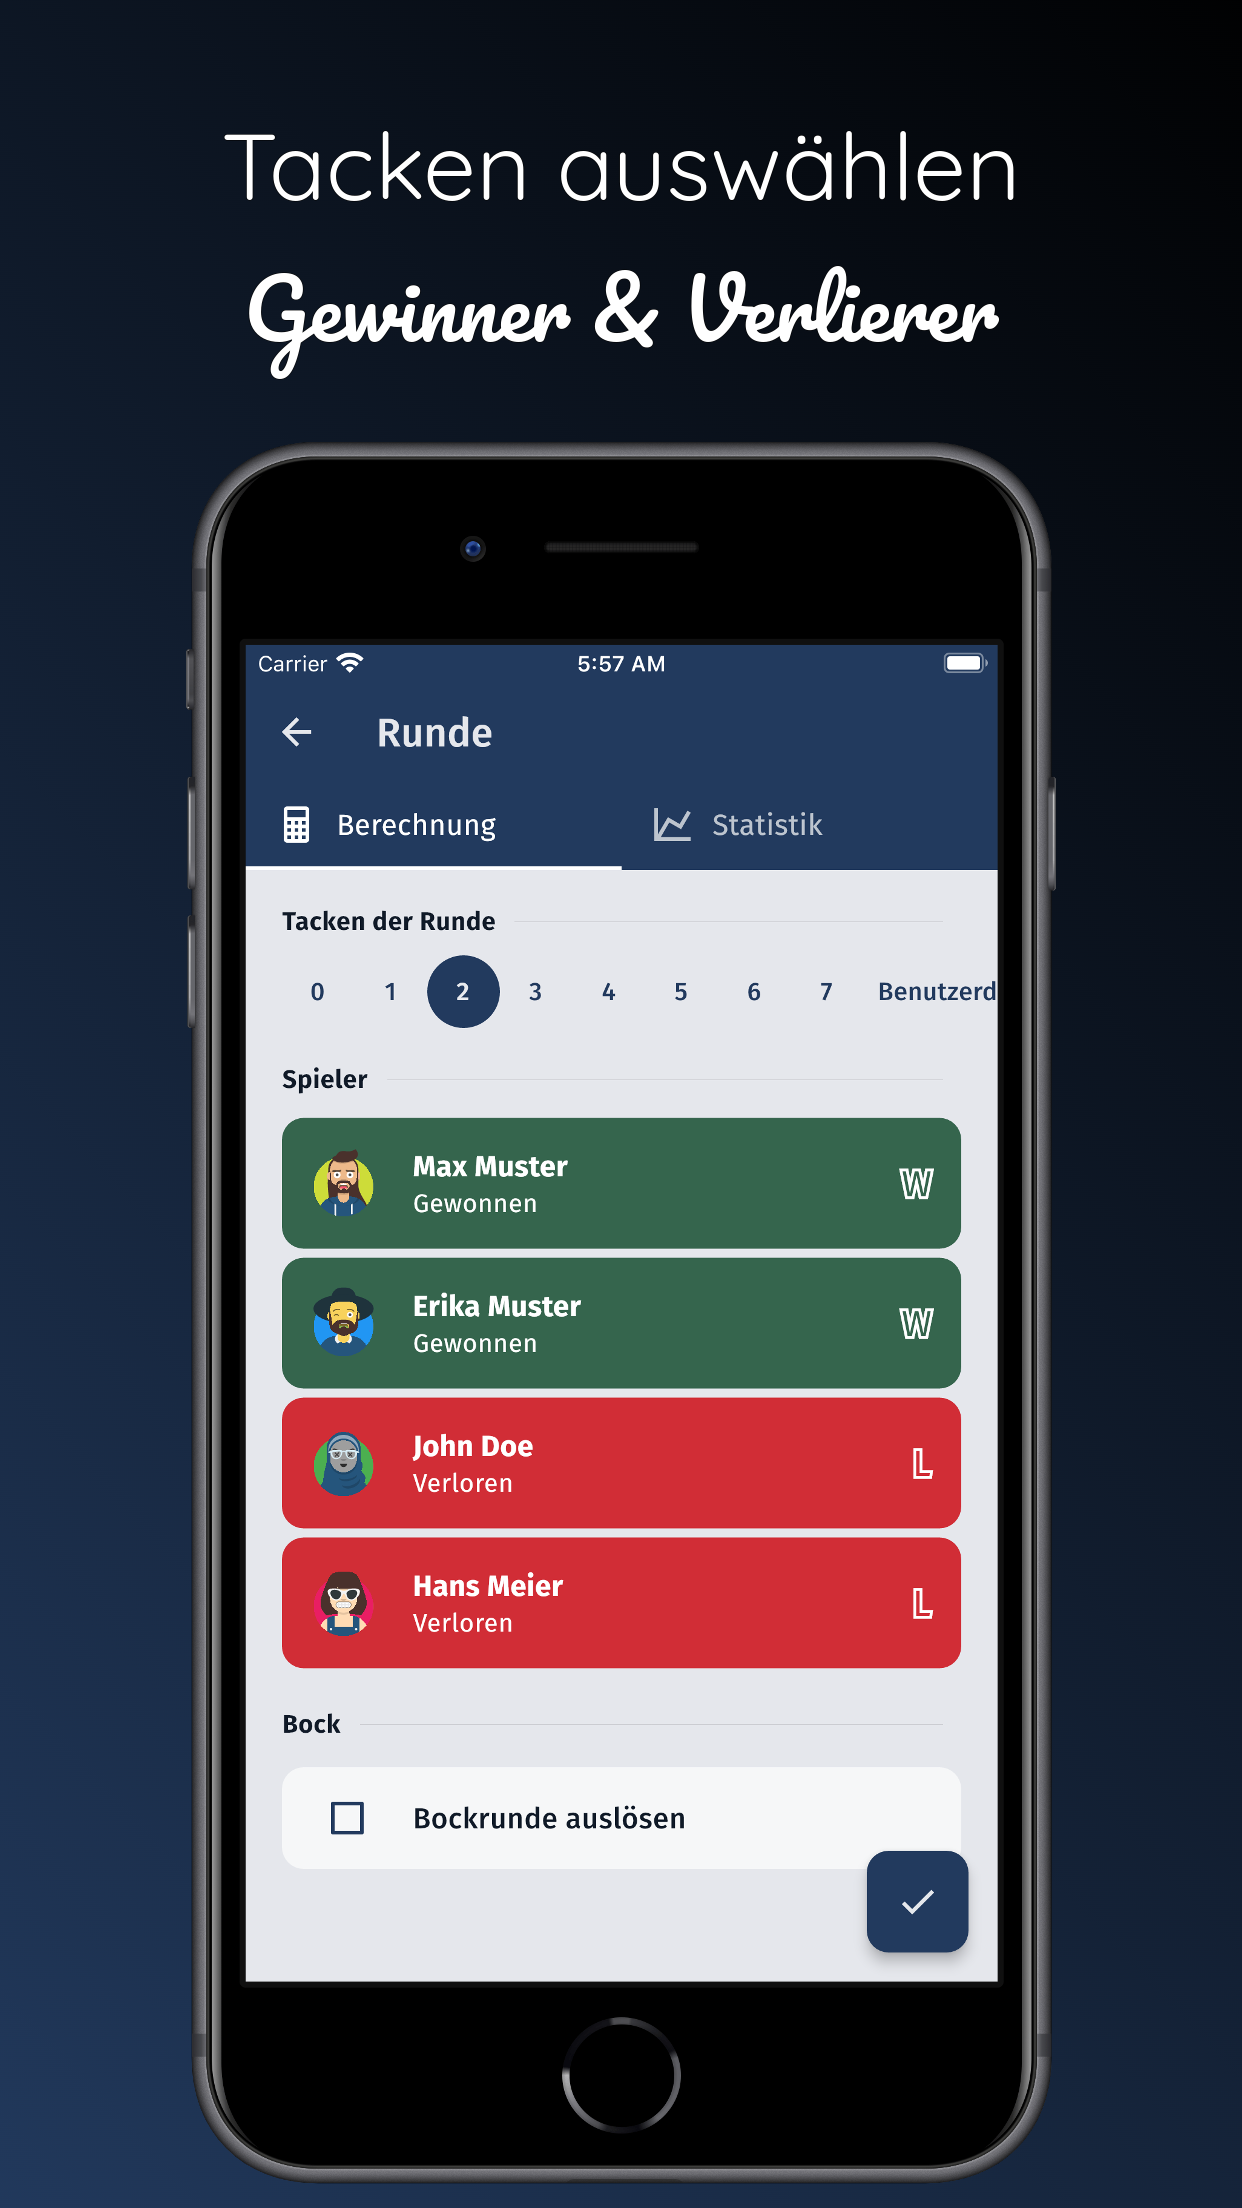 Tacken auswählen
Gewinner & Verlierer
Carrier 5:57 AM
Runde
Berechnung Statistik
Tacken der Runde
0 1 2 3 4 5 6 7 Benutzerd
Spieler
Max Muster
Gewonnen
W
Erika Muster
Gewonnen
W
John Doe
Verloren
L
Hans Meier
Verloren
L
Bock
Bockrunde auslösen